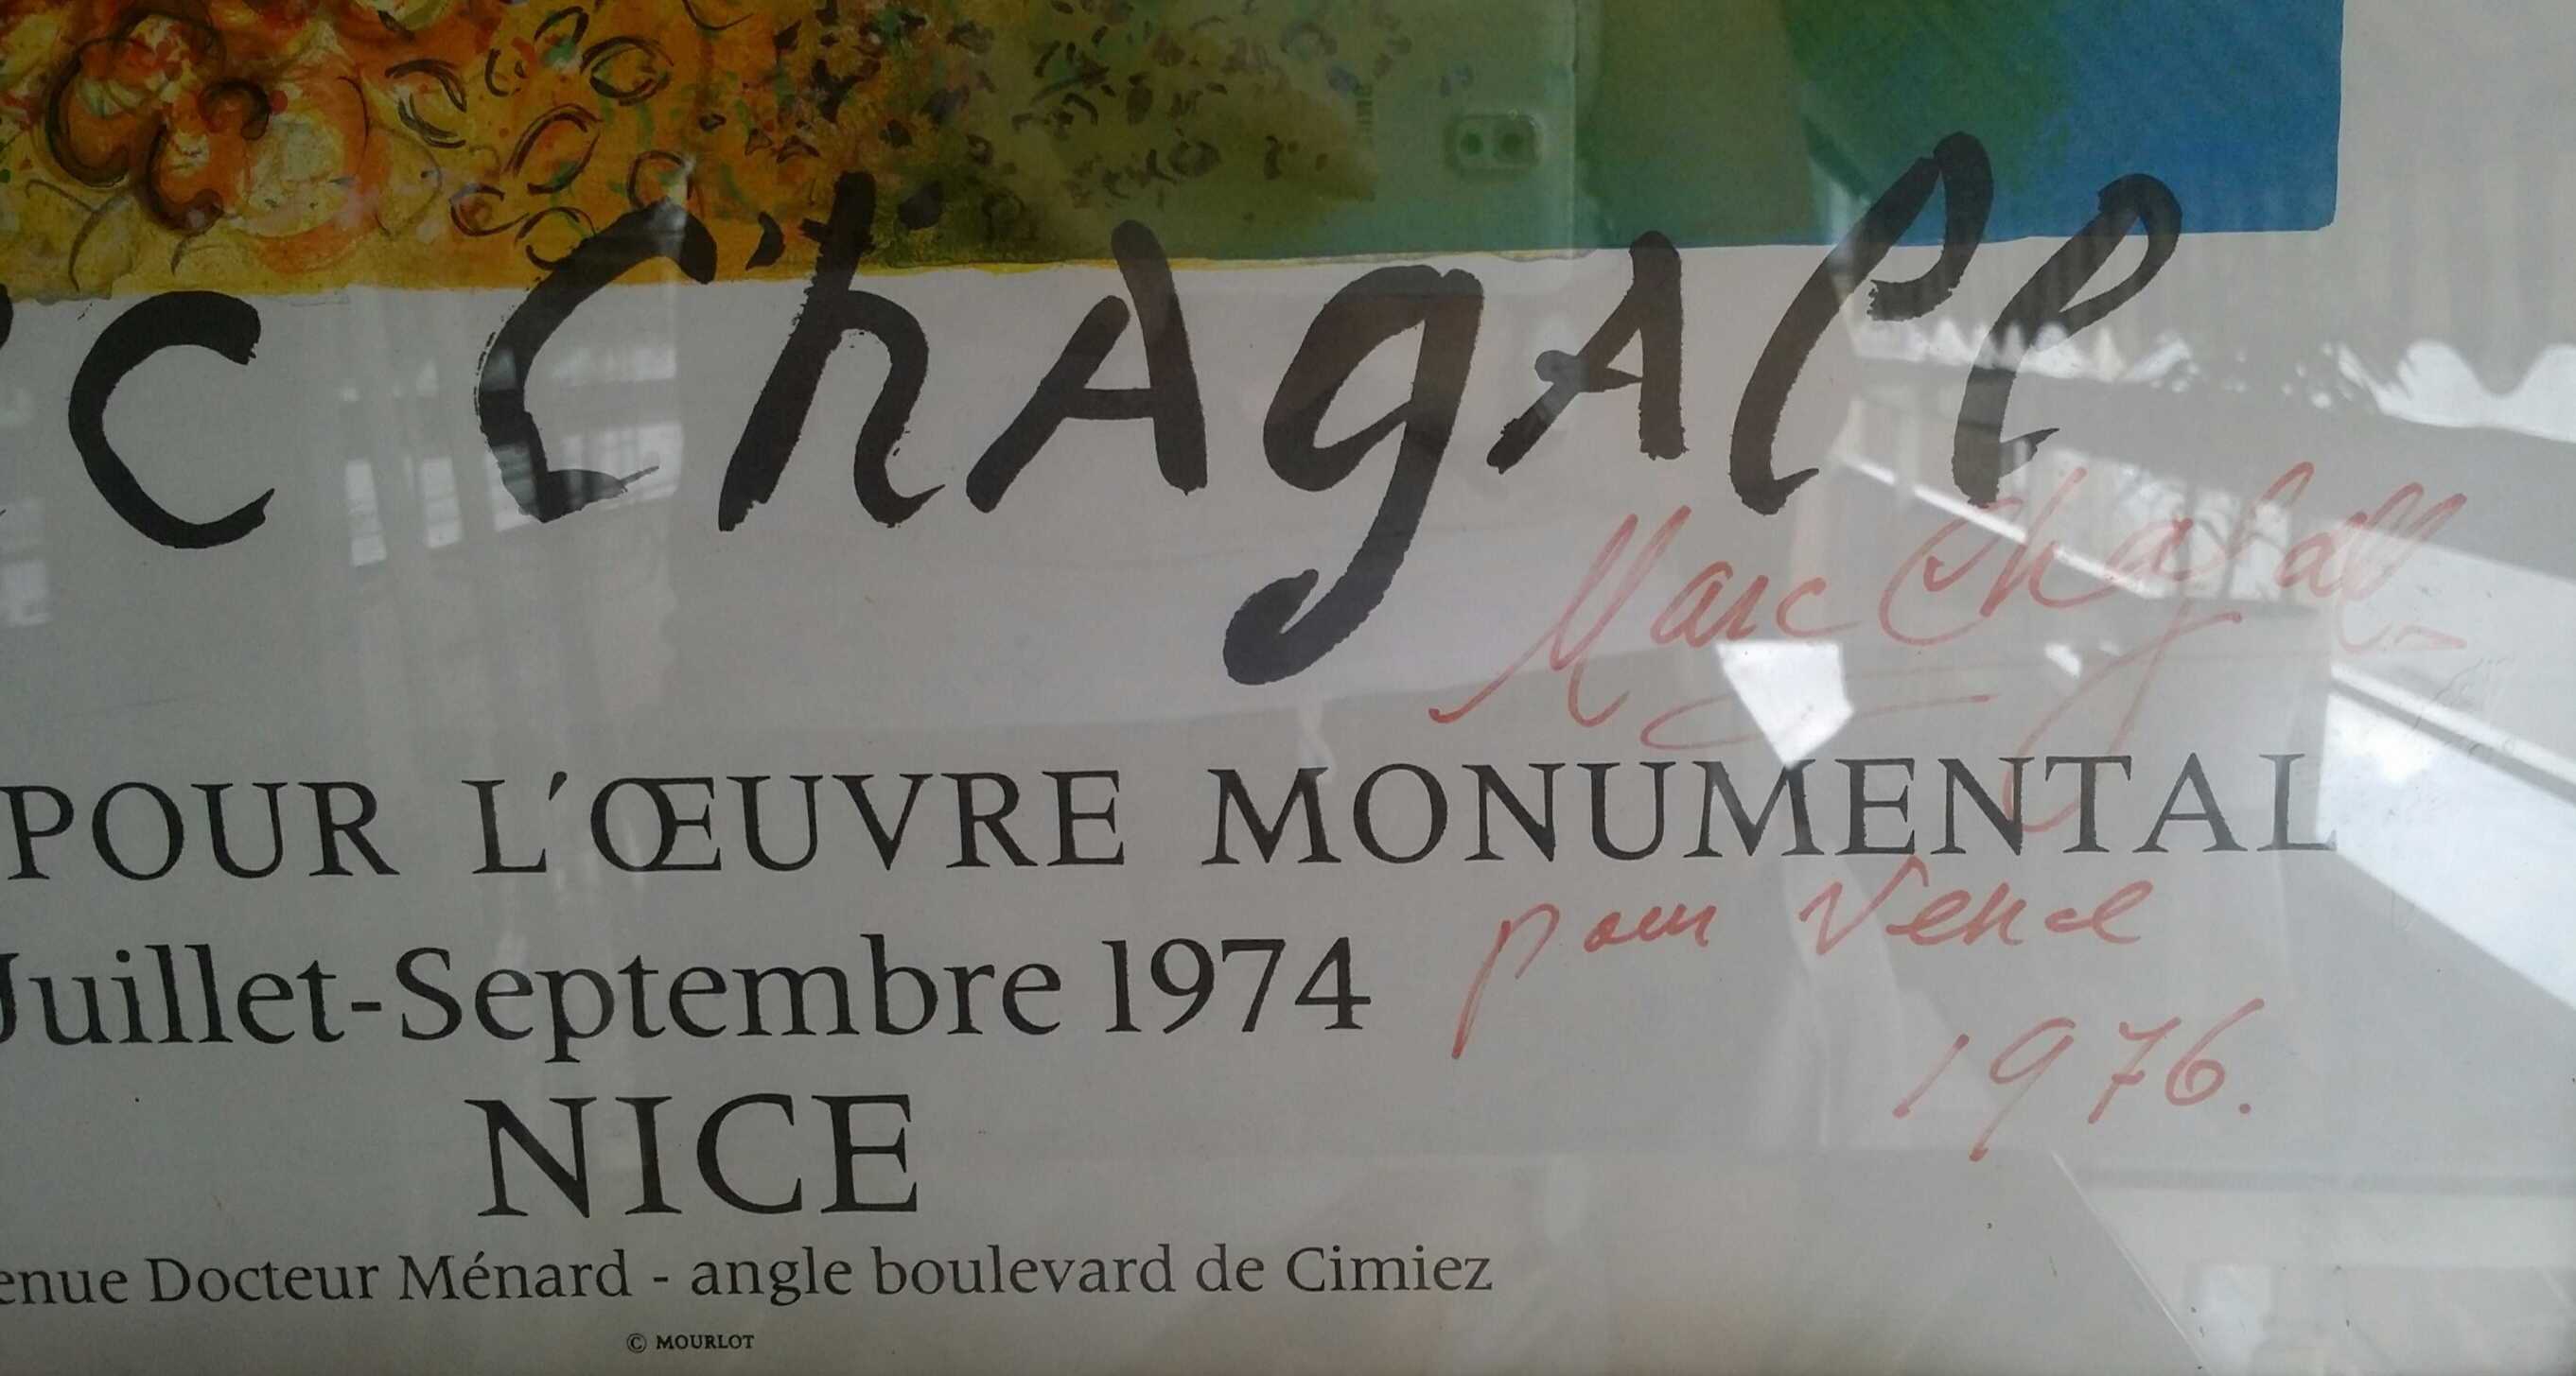 c ChAgAll
Marc Chagall
POUR L'ŒUVRE MONUMENTAL
pour Vence
Juillet-Septembre 1974
1976.
NICE
enue Docteur Ménard - angle boulevard de Cimiez
© MOURLOT